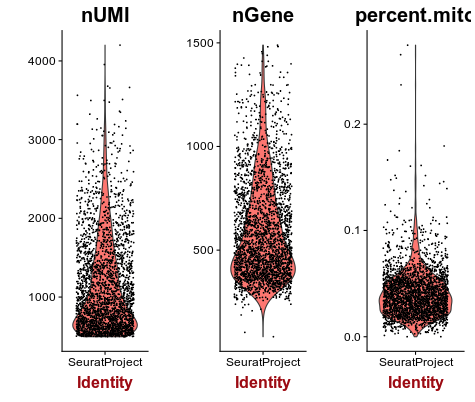 nUMI
nGene
percent.mito
4000
3000
2000
1000
1500
1000
500
0.2
0.1
0.0
SeuratProject
SeuratProject
SeuratProject
Identity
Identity
Identity